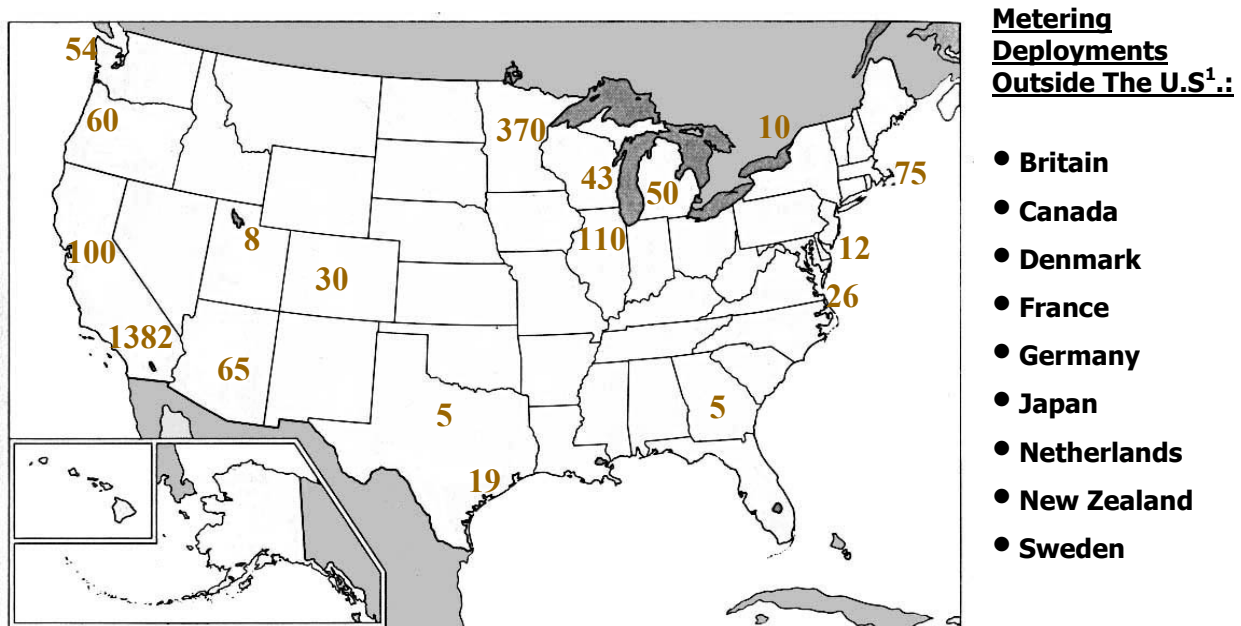 Metering
Deployments
Outside The U.S¹.:
54
60
370
10
43
50
75
100
8
110
12
30
26
1382
65
5
5
19
• Britain
• Canada
• Denmark
• France
• Germany
• Japan
• Netherlands
• New Zealand
• Sweden